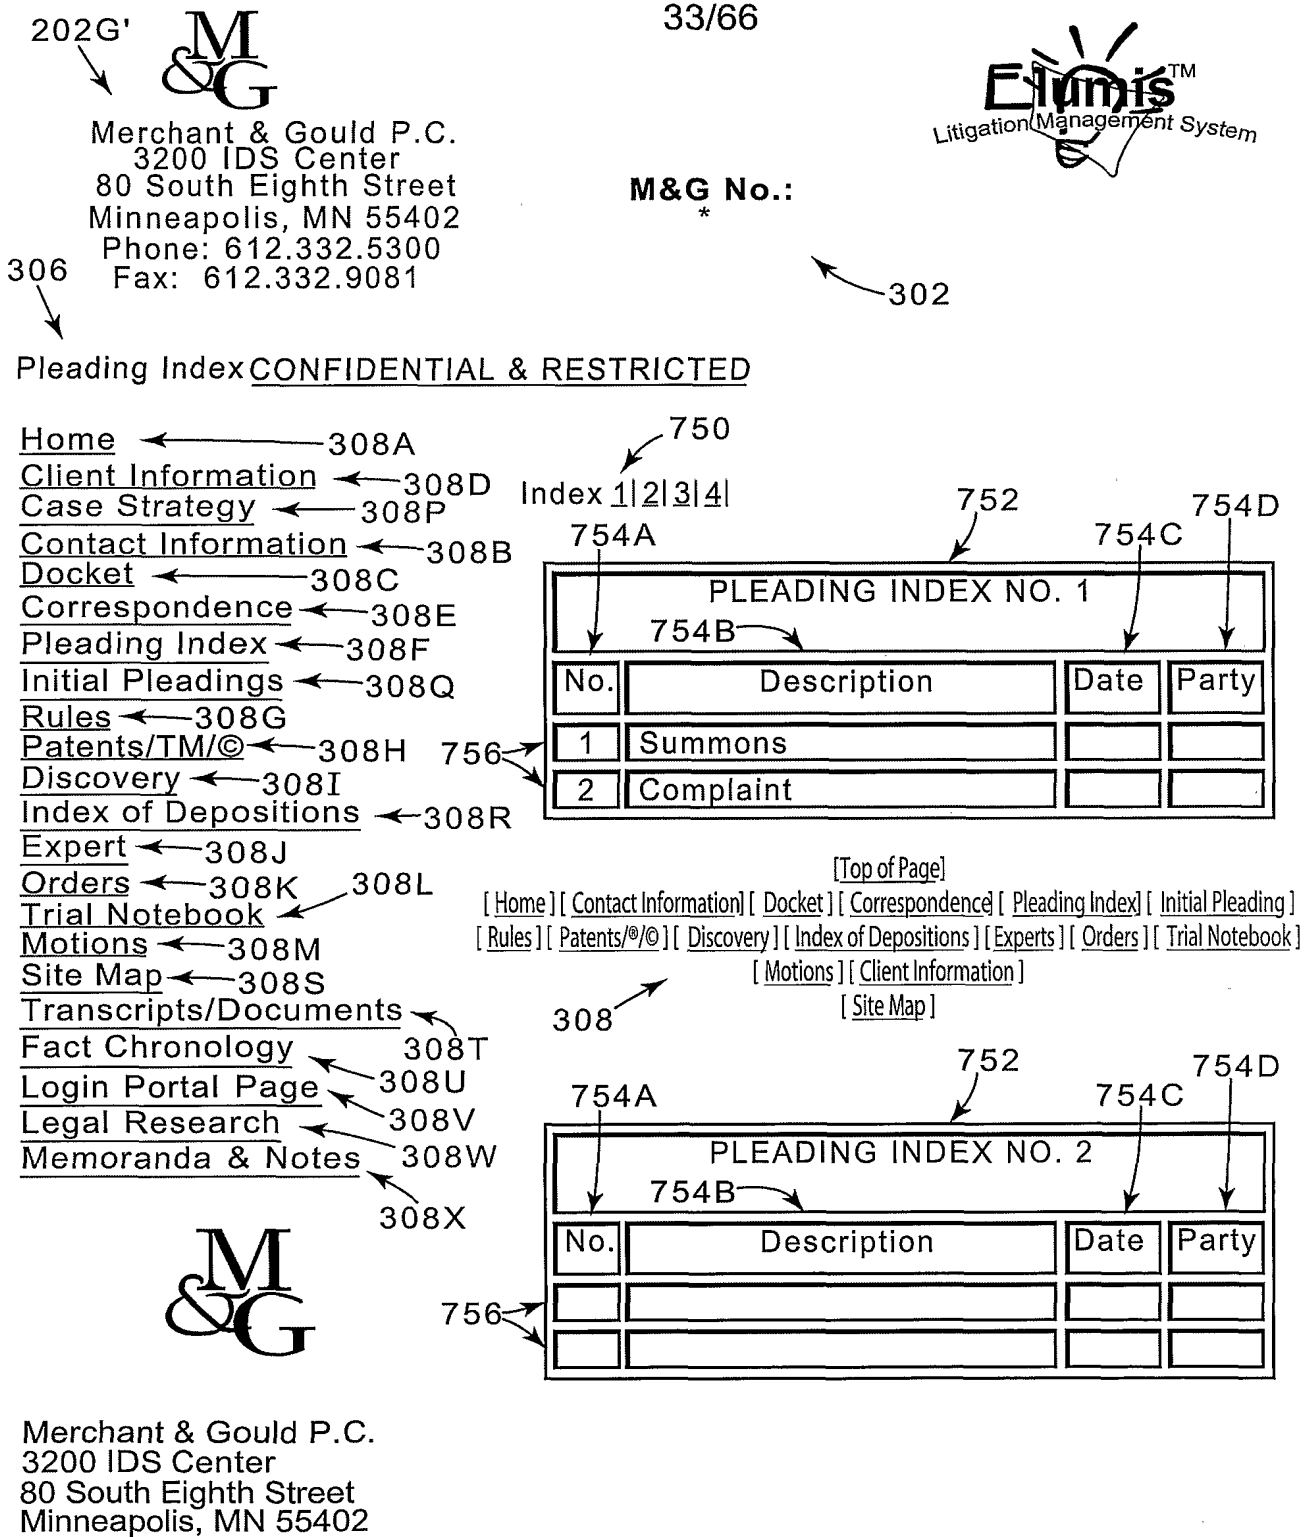 33/66
202G'
M
&G
Merchant & Gould P.C.
3200 IDS Center
80 South Eighth Street
Minneapolis, MN 55402
Phone: 612.332.5300
Fax: 612.332.9081
Elumis™
Litigation Management System
M&G No.:
*
302
306
Pleading Index CONFIDENTIAL & RESTRICTED
Home 308A
Client Information 308D
Case Strategy 308P
Contact Information 308B
Docket 308C
Correspondence 308E
Pleading Index 308F
Initial Pleadings 308Q
Rules 308G
Patents/TM/© 308H
Discovery 308I
Index of Depositions 308R
Expert 308J
Orders 308K
Trial Notebook 308L
Motions 308M
Site Map 308S
Transcripts/Documents 308T
Fact Chronology 308U
Login Portal Page 308V
Legal Research 308W
Memoranda & Notes 308X
750
Index 1|2|3|4|
752
754A 754C 754D
PLEADING INDEX NO. 1
754B
No. Description Date Party
756
1 Summons
2 Complaint
[Top of Page]
[ Home ] [ Contact Information] [ Docket ] [ Correspondence] [ Pleading Index] [ Initial Pleading ]
[ Rules ] [ Patents/®/© ] [ Discovery ] [ Index of Depositions ] [ Experts ] [ Orders ] [ Trial Notebook ]
[ Motions ] [ Client Information ]
[ Site Map ]
308
752
754A 754C 754D
PLEADING INDEX NO. 2
754B
No. Description Date Party
756
M
&G
Merchant & Gould P.C.
3200 IDS Center
80 South Eighth Street
Minneapolis, MN 55402